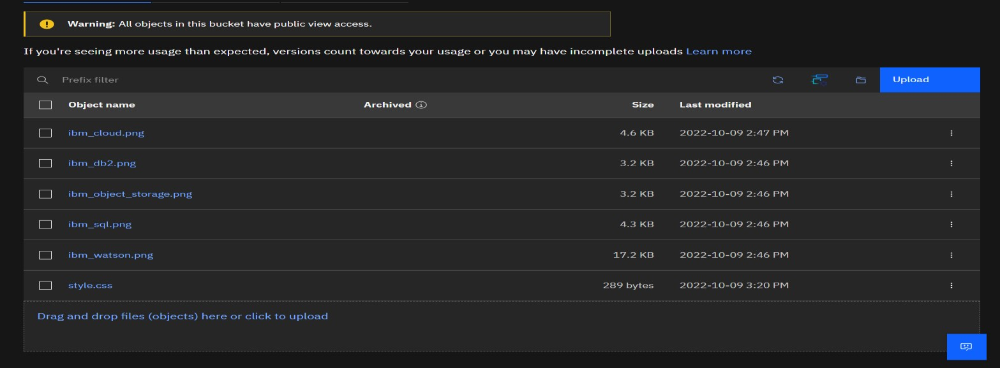 Warning: All objects in this bucket have public view access.
If you're seeing more usage than expected, versions count towards your usage or you may have incomplete uploads Learn more
Prefix filter Upload
Object name Archived Size Last modified
ibm_cloud.png 4.6 KB 2022-10-09 2:47 PM
ibm_db2.png 3.2 KB 2022-10-09 2:46 PM
ibm_object_storage.png 3.2 KB 2022-10-09 2:46 PM
ibm_sql.png 4.3 KB 2022-10-09 2:46 PM
ibm_watson.png 17.2 KB 2022-10-09 2:46 PM
style.css 289 bytes 2022-10-09 3:20 PM
Drag and drop files (objects) here or click to upload